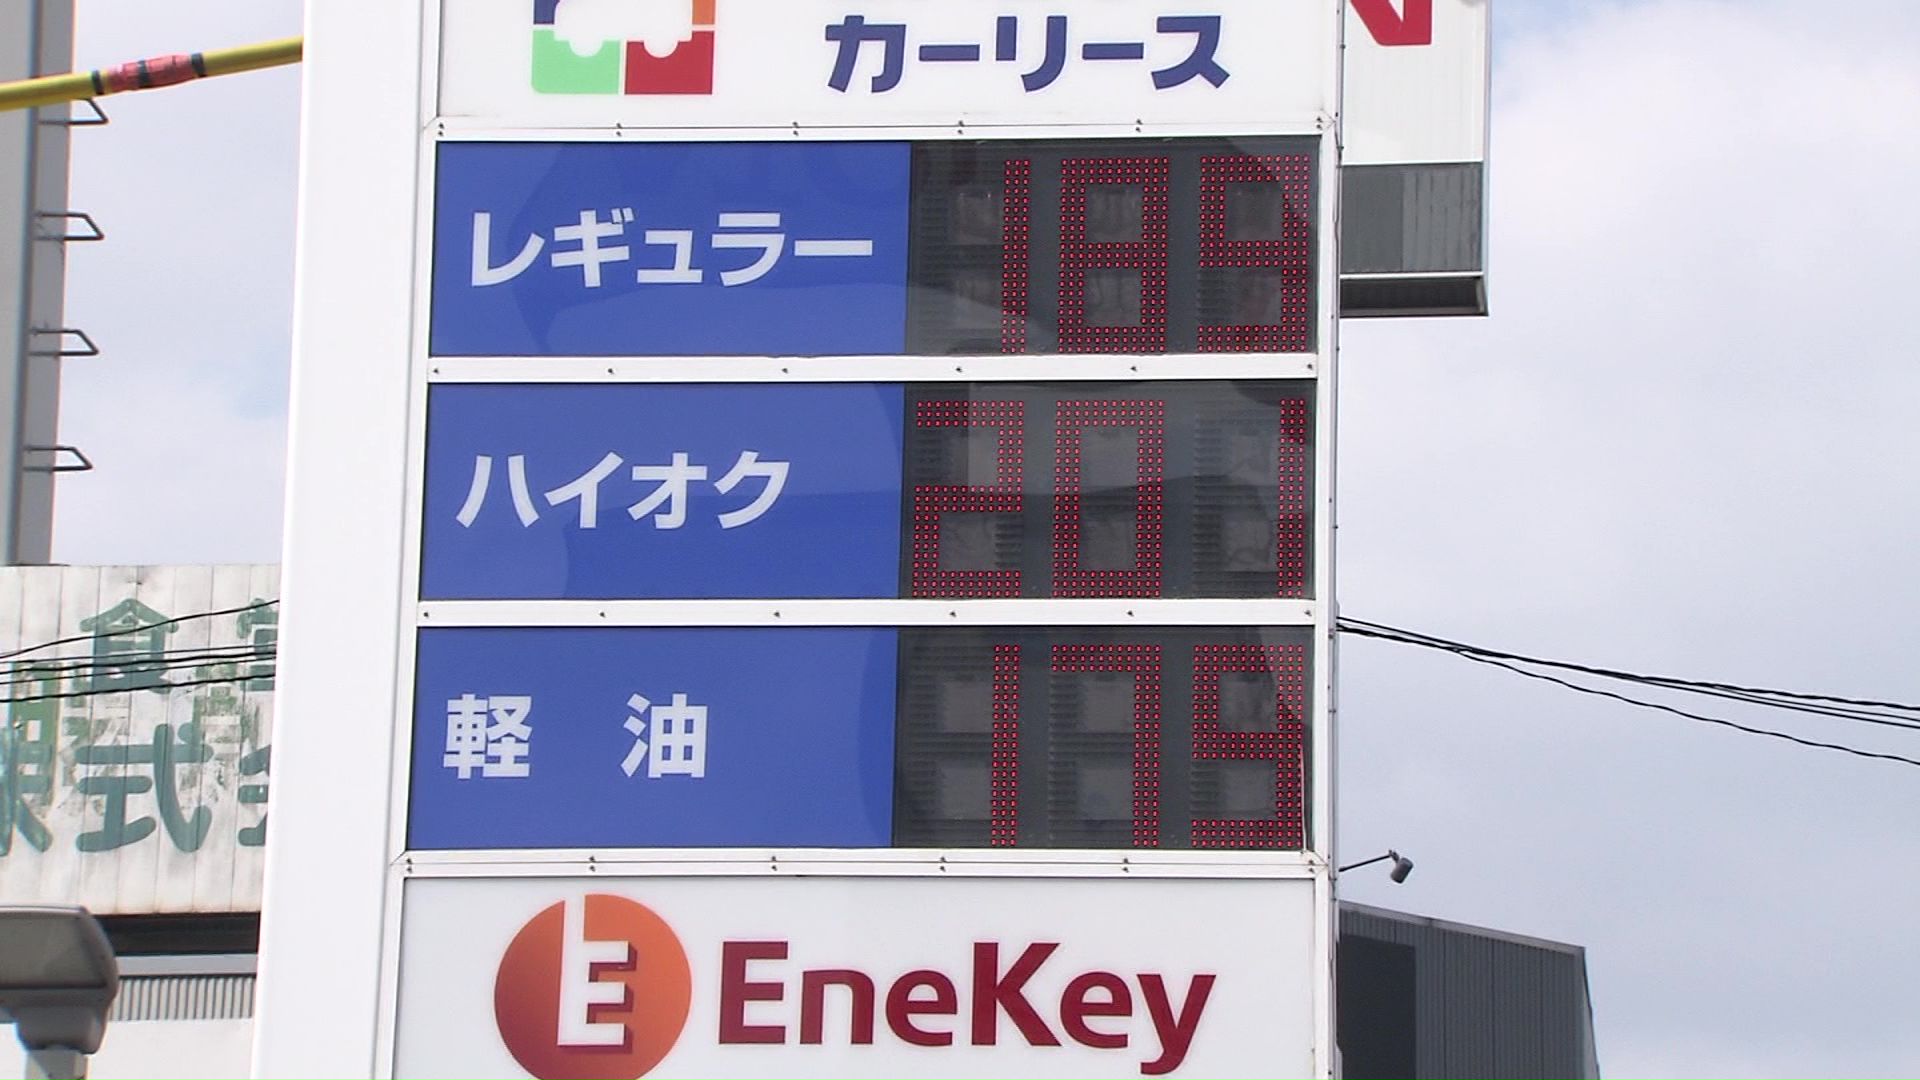 カーリース
N
レギュラー 189
ハイオク 201
軽油 179
EneKey